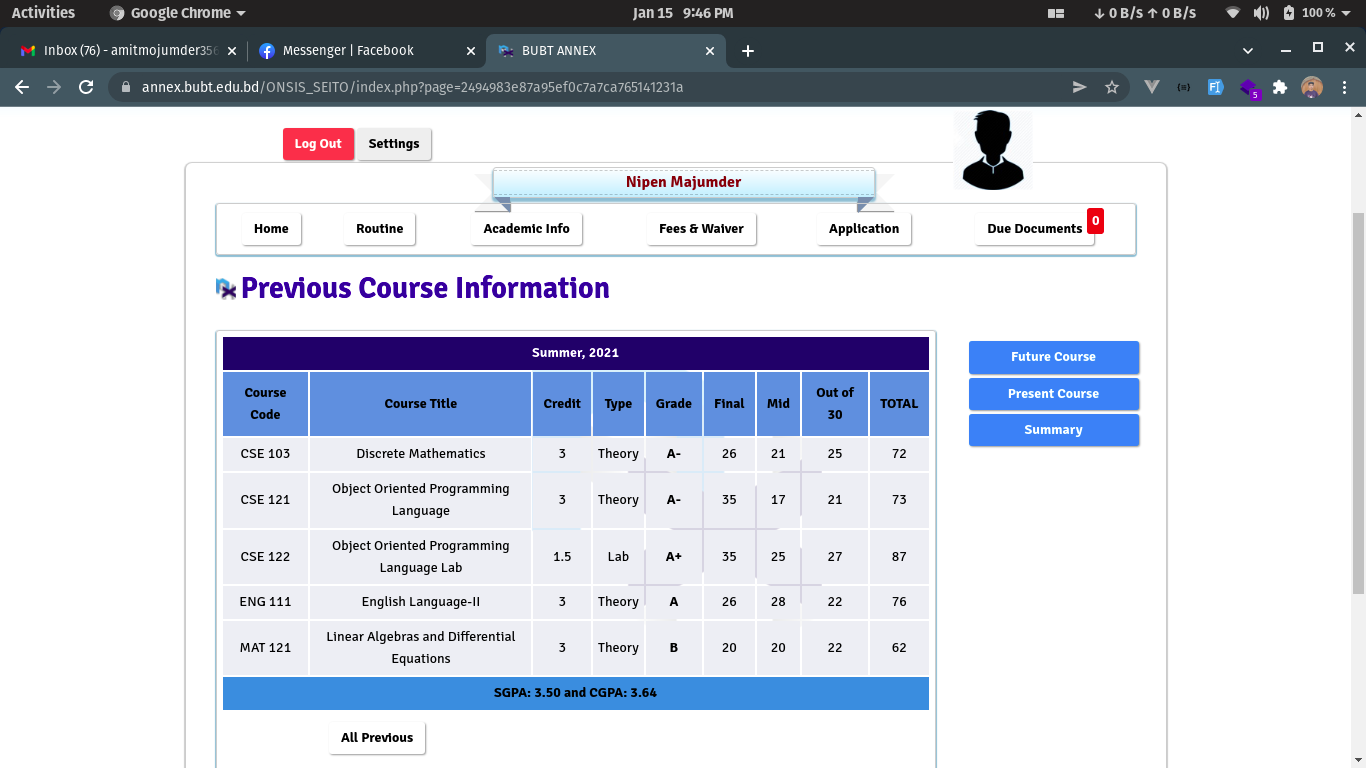 Activities Google Chrome Jan 15 9:46 PM 0 B/s 0 B/s 100 %
Inbox (76) - amitmojumder356 Messenger | Facebook BUBT ANNEX
annex.bubt.edu.bd/ONSIS_SEITO/index.php?page=2494983e87a95ef0c7a7ca765141231a 5
Log Out Settings
Nipen Majumder
0
Home Routine Academic Info Fees & Waiver Application Due Documents
Previous Course Information
Summer, 2021
Course Code Course Title Credit Type Grade Final Mid Out of 30 TOTAL
CSE 103 Discrete Mathematics 3 Theory A- 26 21 25 72
CSE 121 Object Oriented Programming Language 3 Theory A- 35 17 21 73
CSE 122 Object Oriented Programming Language Lab 1.5 Lab A+ 35 25 27 87
ENG 111 English Language-II 3 Theory A 26 28 22 76
MAT 121 Linear Algebras and Differential Equations 3 Theory B 20 20 22 62
SGPA: 3.50 and CGPA: 3.64
All Previous
Future Course
Present Course
Summary